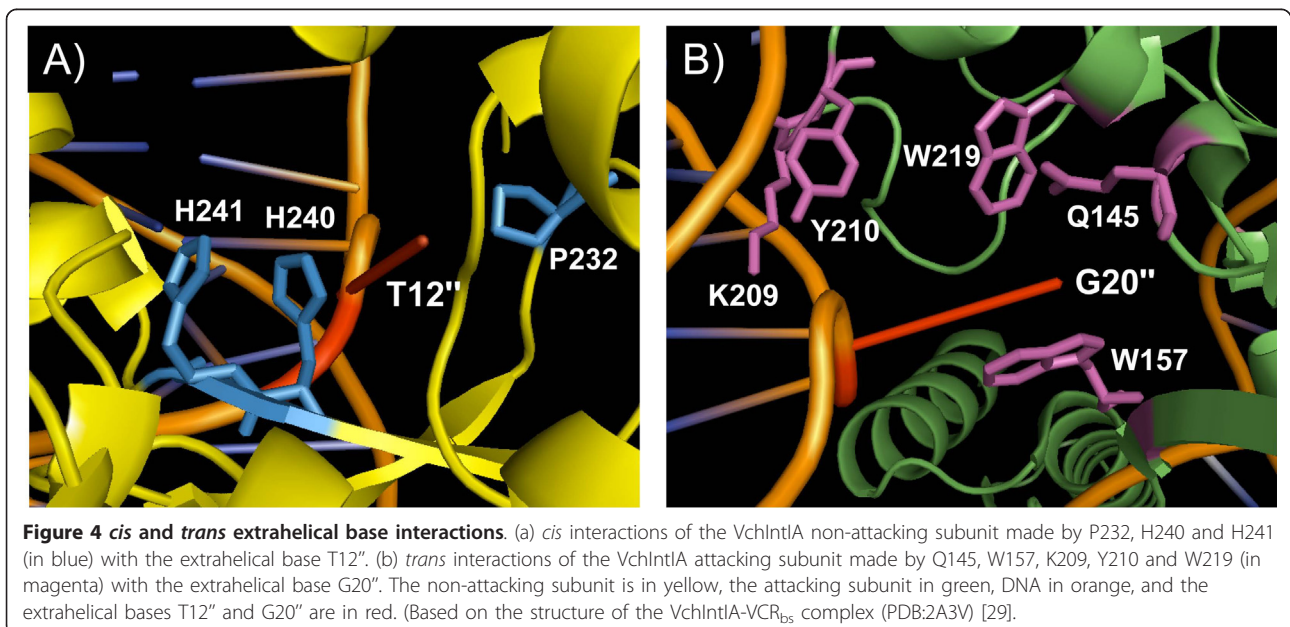 A)
H241
H240
P232
T12"
B)
W219
Q145
Y210
K209
G20"
W157
Figure 4 cis and trans extrahelical base interactions. (a) cis interactions of the VchIntIA non-attacking subunit made by P232, H240 and H241
(in blue) with the extrahelical base T12". (b) trans interactions of the VchIntIA attacking subunit made by Q145, W157, K209, Y210 and W219 (in
magenta) with the extrahelical base G20". The non-attacking subunit is in yellow, the attacking subunit in green, DNA in orange, and the
extrahelical bases T12" and G20" are in red. (Based on the structure of the VchIntIA-VCRbs complex (PDB:2A3V) [29].